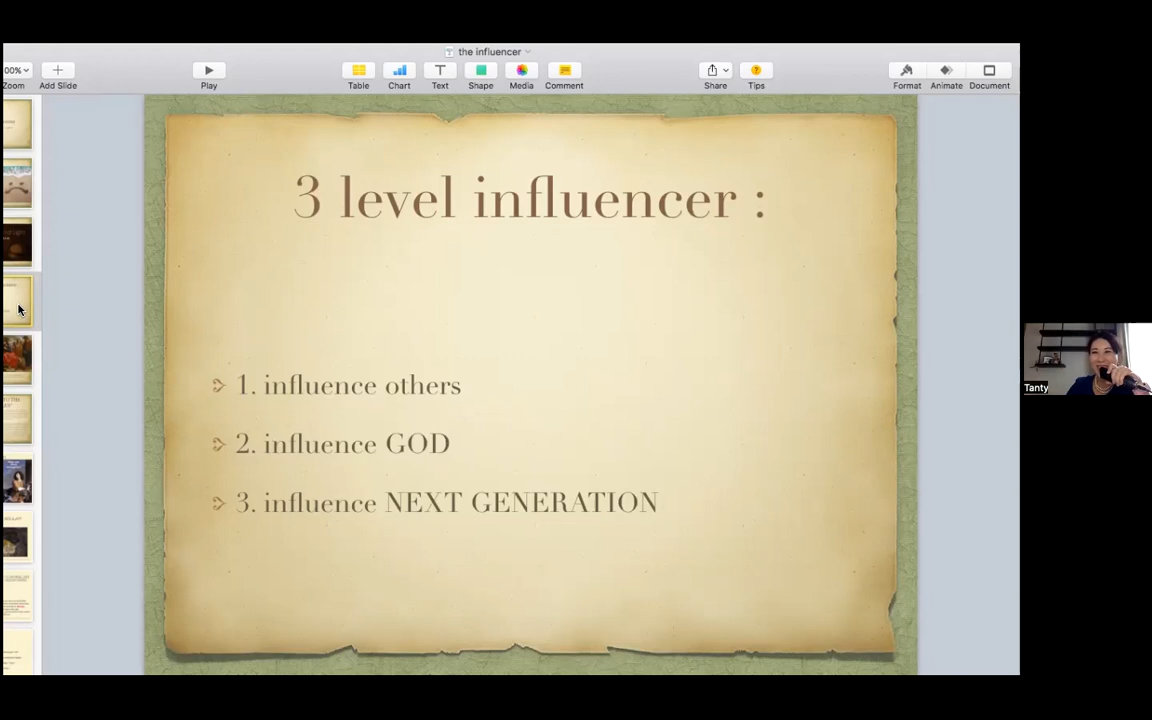 the influencer
00%
Zoom
Add Slide
Play
Table
Chart
Text
Shape
Media
Comment
Share
Tips
Format
Animate
Document
3 level influencer :
1. influence others
2. influence GOD
3. influence NEXT GENERATION
Tanty